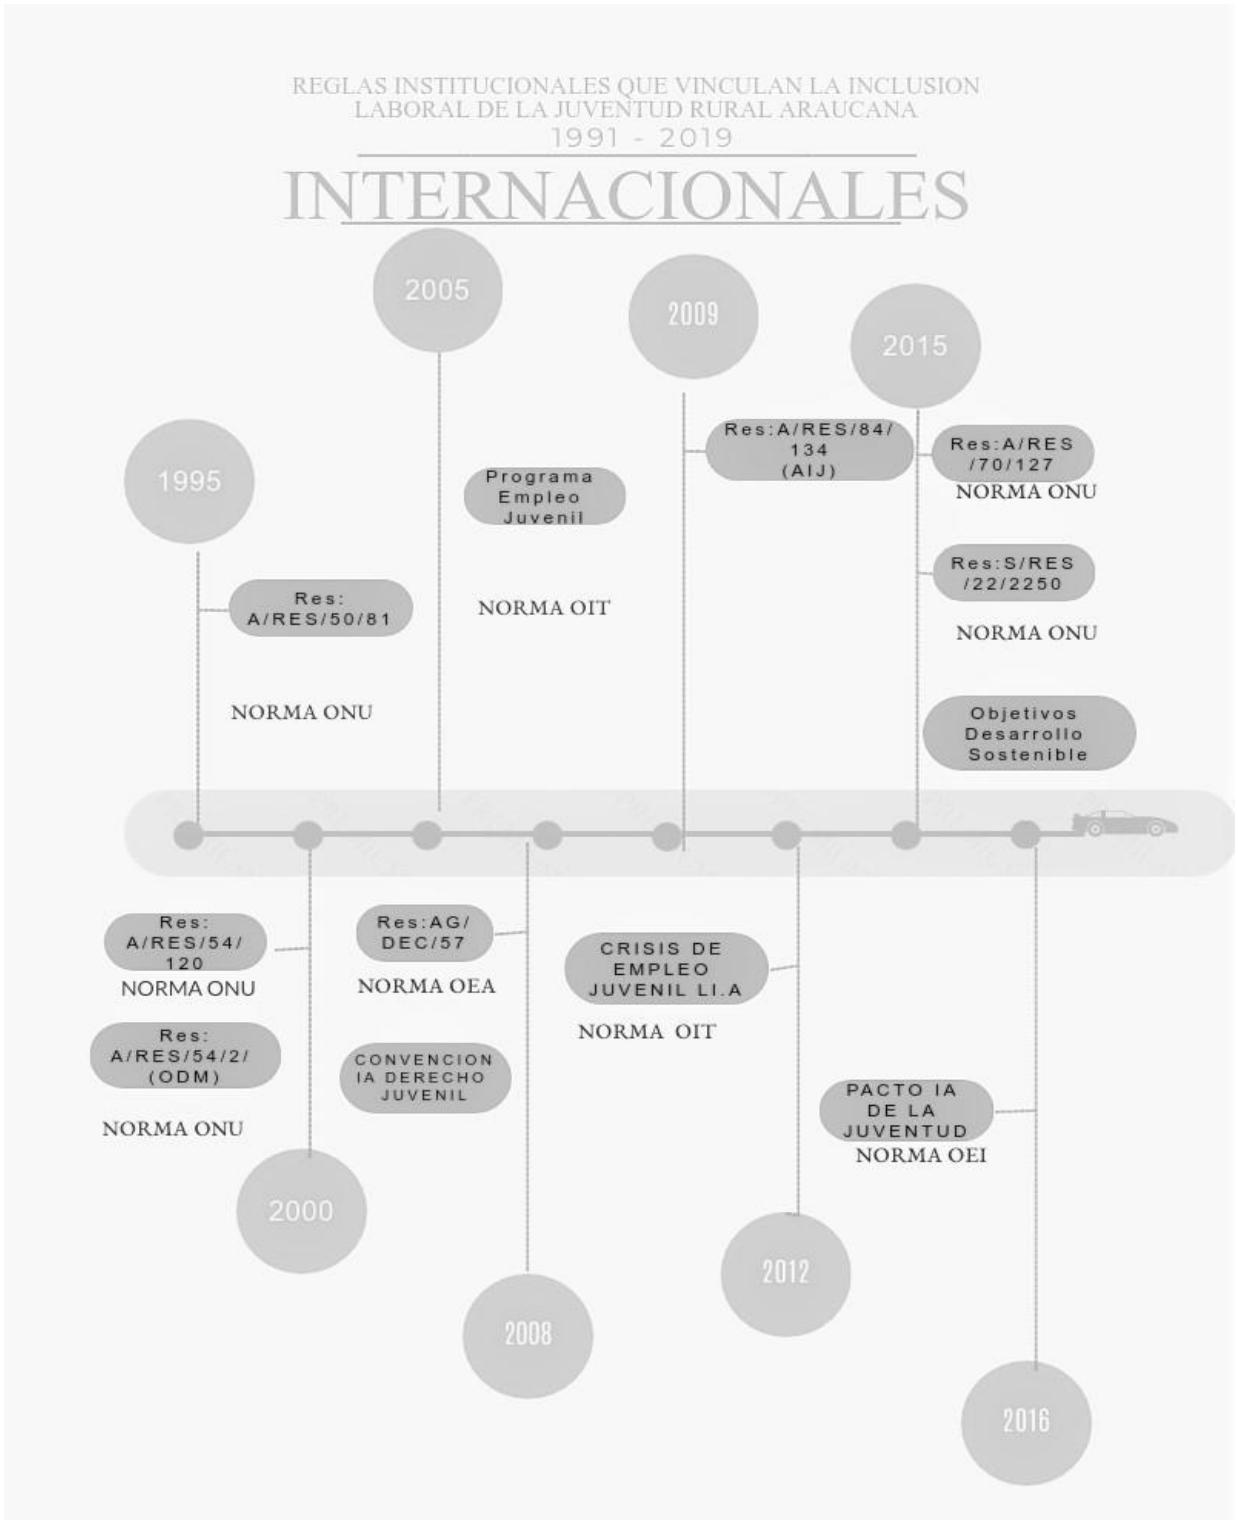 REGLAS INSTITUCIONALES QUE VINCULAN LA INCLUSION
LABORAL DE LA JUVENTUD RURAL ARAUCANA
1991 - 2019
INTERNACIONALES
2005
2009
2015
1995
Res:A/RES/84/
134
(AIJ)
Res:A/RES
/70/127
NORMA ONU
Programa
Empleo
Juvenil
NORMA OIT
Res:S/RES
/22/2250
NORMA ONU
Res:
A/RES/50/81
NORMA ONU
Objetivos
Desarrollo
Sostenible
Res:
A/RES/54/
120
NORMA ONU
Res:
A/RES/54/2/
(ODM)
NORMA ONU
2000
Res:AG/
DEC/57
NORMA OEA
CONVENCION
IA DERECHO
JUVENIL
2008
CRISIS DE
EMPLEO
JUVENIL LI.A
NORMA OIT
2012
PACTO IA
DE LA
JUVENTUD
NORMA OEI
2016